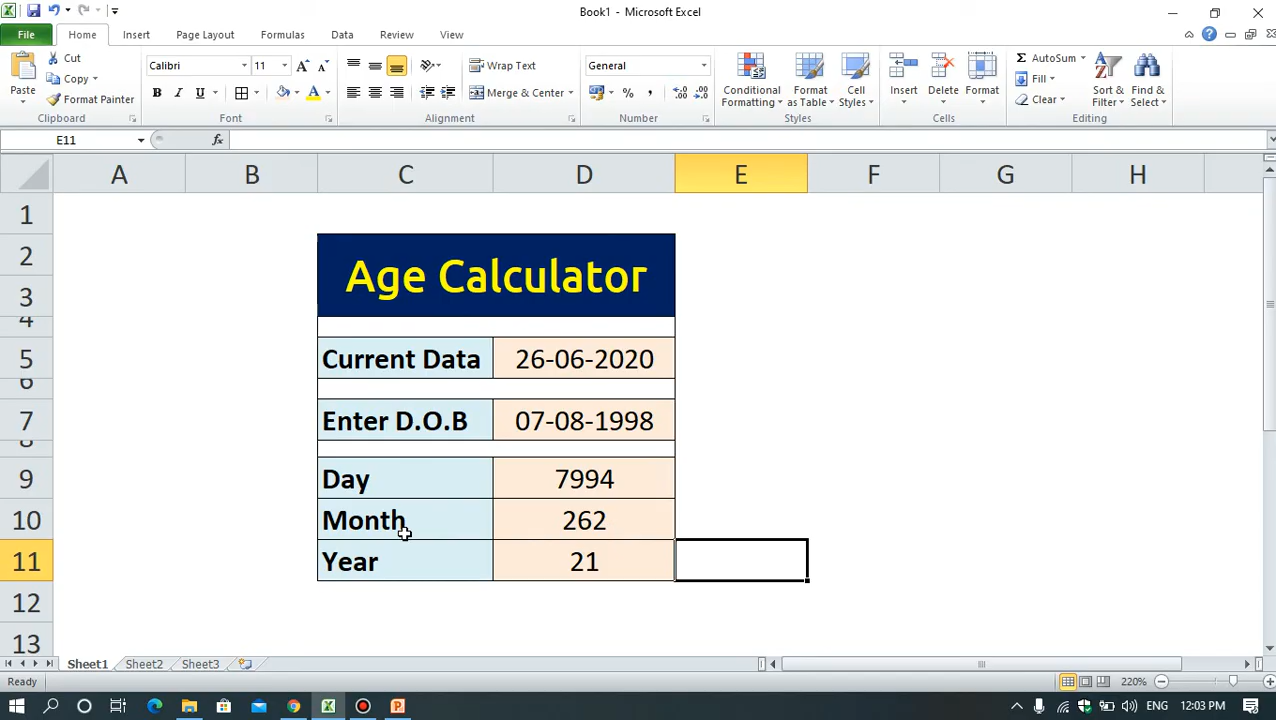 Book1 - Microsoft Excel
File Home Insert Page Layout Formulas Data Review View
Cut
Copy
Format Painter
Paste
Clipboard
Calibri 11
B I U
Font
Wrap Text
Merge & Center
Alignment
General
%
Number
Conditional Formatting
Format as Table
Cell Styles
Styles
Insert
Delete
Format
Cells
AutoSum
Fill
Clear
Sort & Filter
Find & Select
Editing
E11 fx
A B C D E F G H
1
2
3
Age Calculator
4
5 Current Data 26-06-2020
6
7 Enter D.O.B 07-08-1998
8
9 Day 7994
10 Month 262
11 Year 21
12
13
Sheet1 Sheet2 Sheet3
Ready 220%
ENG 12:03 PM